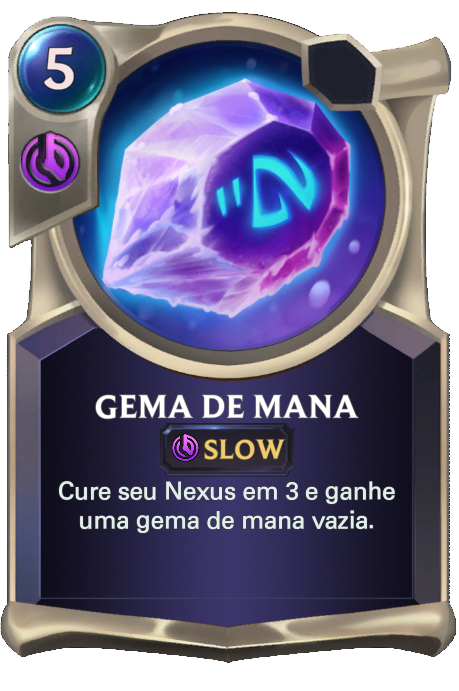 5
GEMA DE MANA
SLOW
Cure seu Nexus em 3 e ganhe
uma gema de mana vazia.